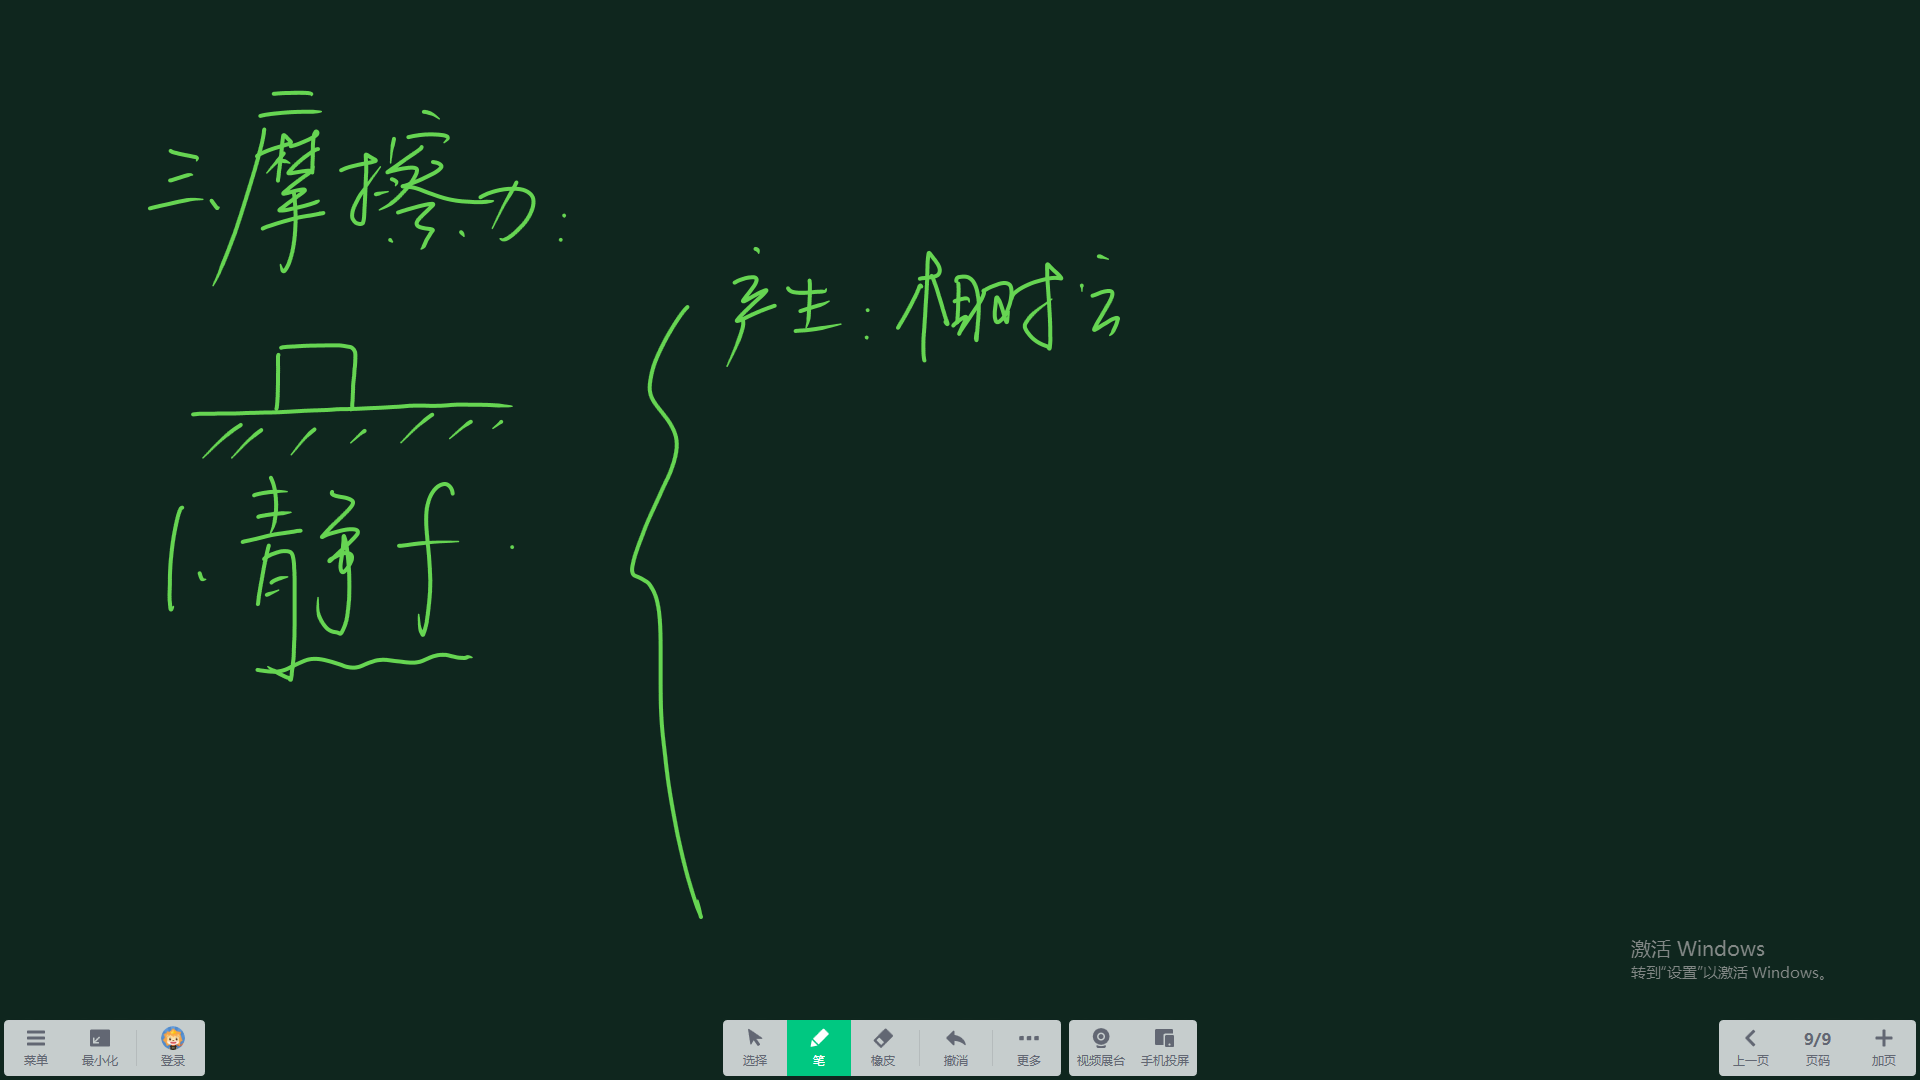 三、摩擦力:
产生:相对
1.静f
激活 Windows
转到“设置”以激活 Windows。
菜单
最小化
登录
选择
笔
橡皮
撤消
更多
视频展台
手机投屏
上一页
9/9
页码
加页